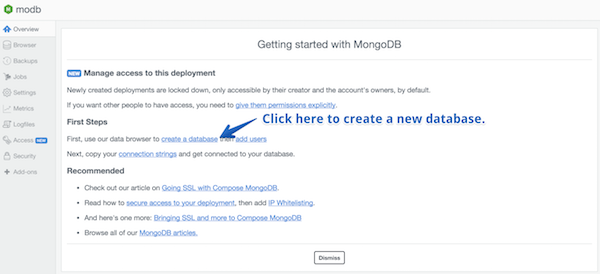 modb
Overview
Browser
Backups
Jobs
Settings
Metrics
Logfiles
Access NEW
Security
Add-ons
Getting started with MongoDB
NEW Manage access to this deployment
Newly created deployments are locked down, only accessible by their creator and the account's owners, by default.
If you want other people to have access, you need to give them permissions explicitly.
Click here to create a new database.
First Steps
First, use our data browser to create a database then add users
Next, copy your connection strings and get connected to your database.
Recommended
• Check out our article on Going SSL with Compose MongoDB.
• Read how to secure access to your deployment, then add IP Whitelisting.
• And here's one more: Bringing SSL and more to Compose MongoDB
• Browse all of our MongoDB articles.
Dismiss